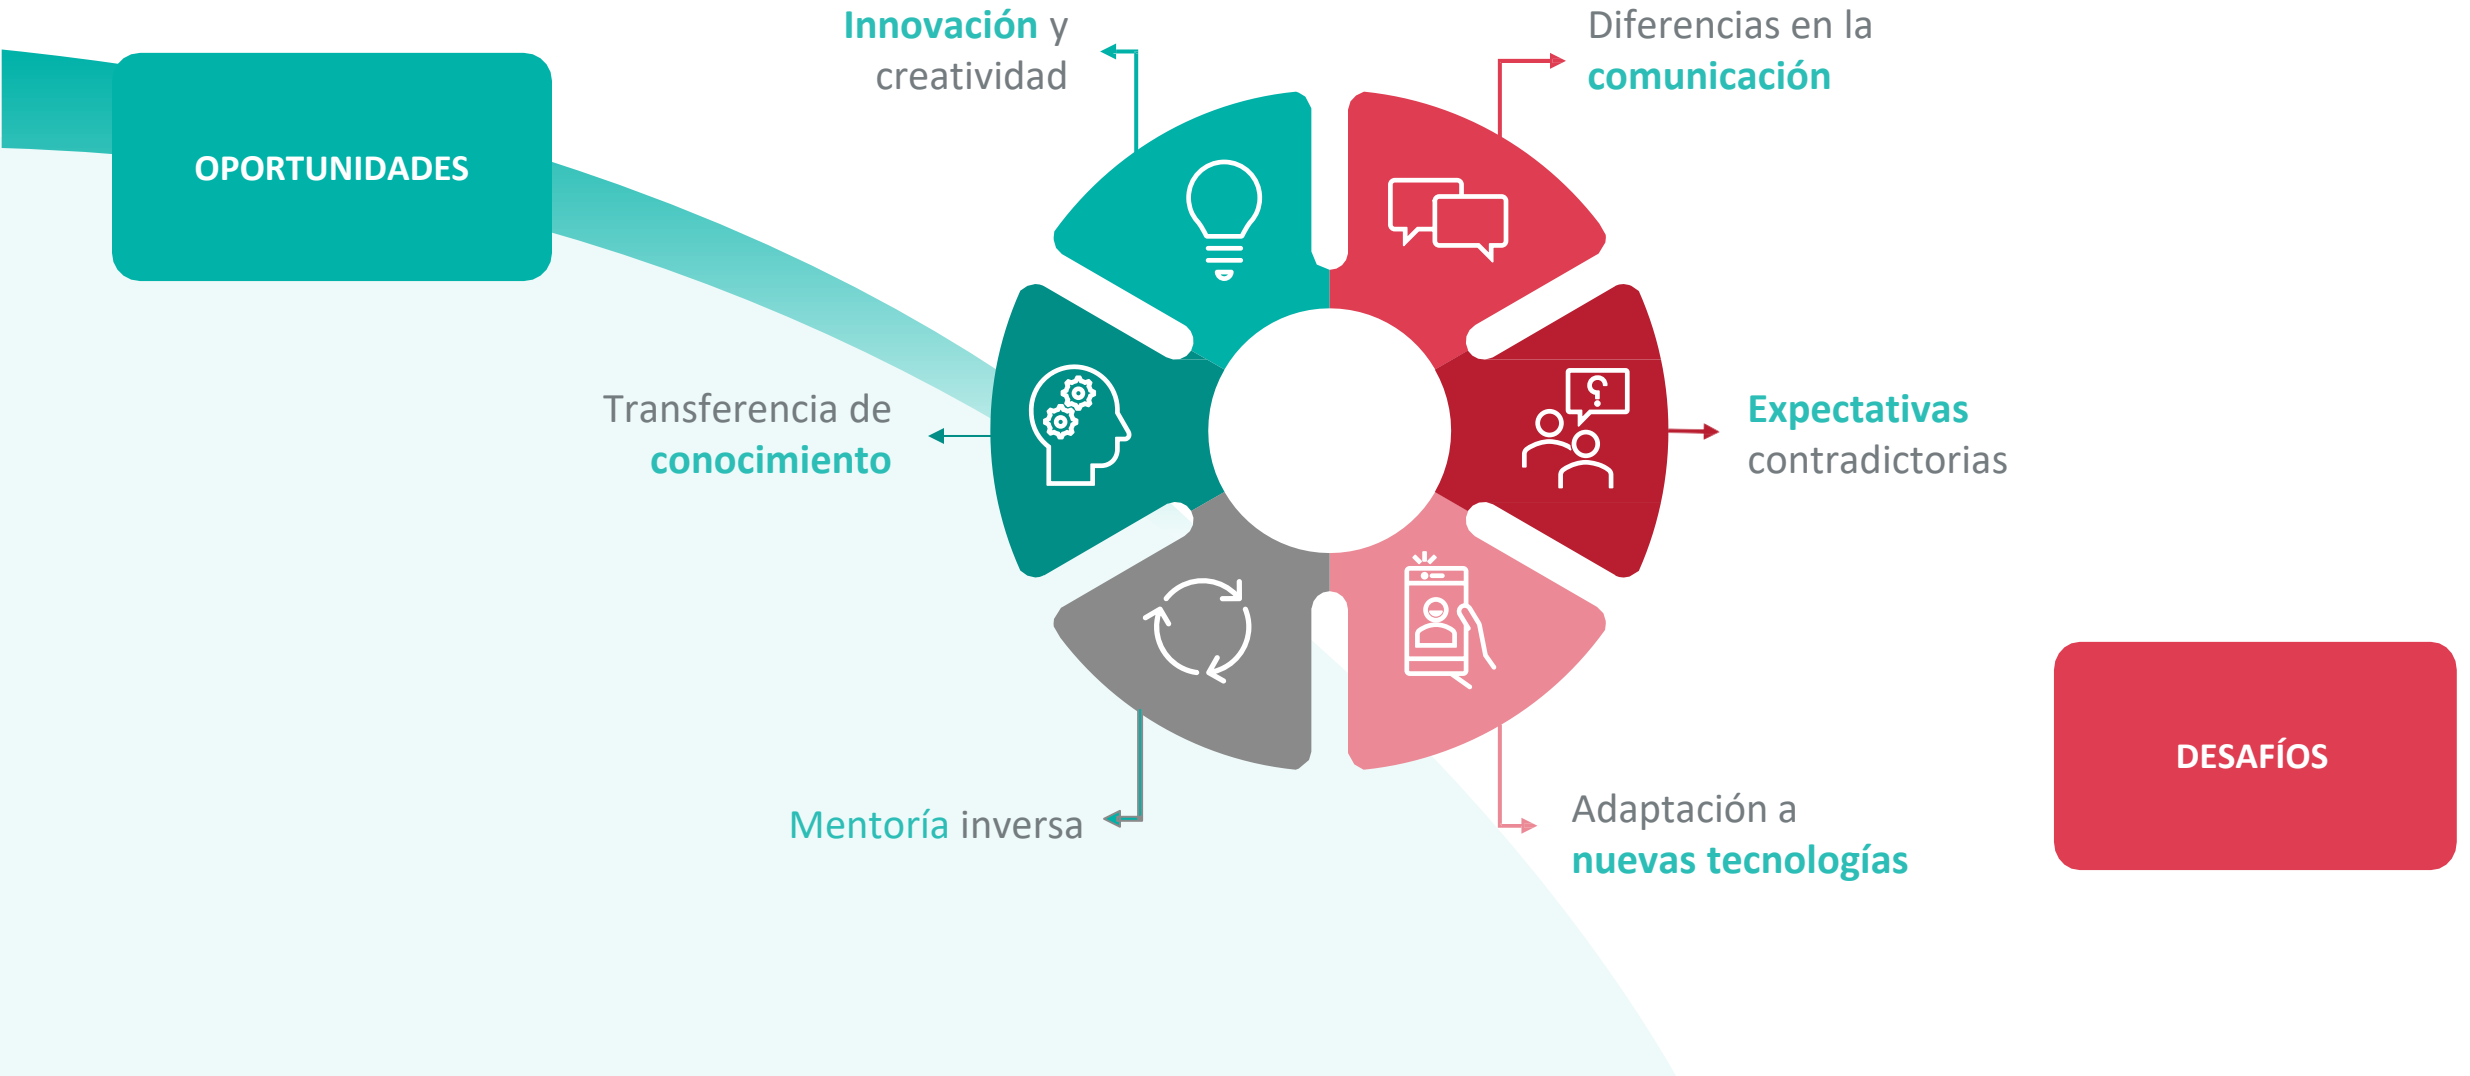 OPORTUNIDADES
Innovación y
creatividad
Transferencia de
conocimiento
Mentoría inversa
Diferencias en la
comunicación
Expectativas
contradictorias
Adaptación a
nuevas tecnologías
DESAFÍOS